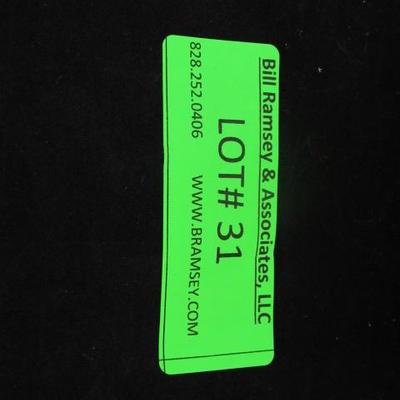 Bill Ramsey & Associates, LLC
LOT# 31
828.252.0406 WWW.BRAMSEY.COM